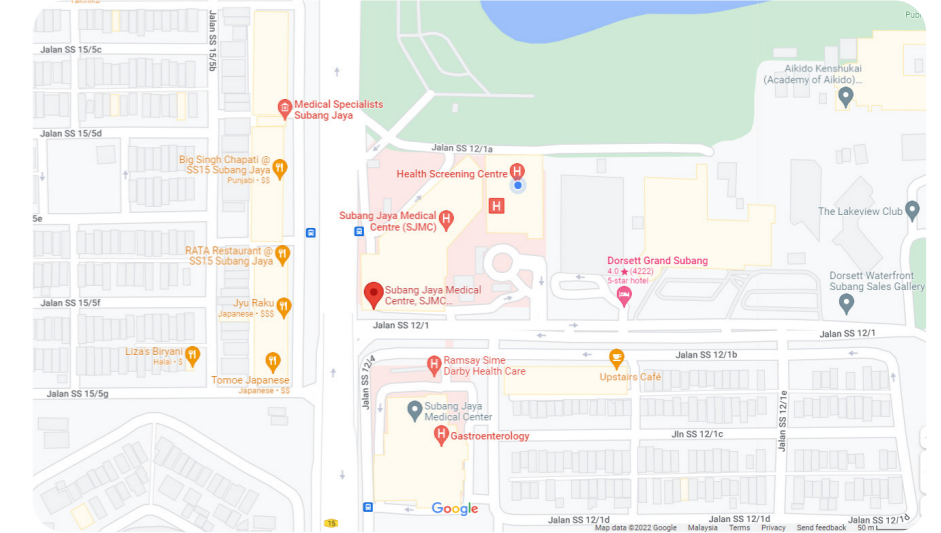 Publ
Jalan SS 15/5c
Jalan SS 15/5b
Aikido Kenshukai
(Academy of Aikido)...
Medical Specialists
Subang Jaya
Jalan SS 15/5d
Jalan SS 12/1a
Big Singh Chapati @
SS15 Subang Jaya
Punjabi • $$
Health Screening Centre
H
H
Subang Jaya Medical
Centre (SJMC)
H
The Lakeview Club
5e
RATA Restaurant @
SS15 Subang Jaya
Dorsett Grand Subang
4.0 ★ (4222)
5-star hotel
Dorsett Waterfront
Subang Sales Gallery
Subang Jaya Medical
Centre, SJMC...
Jalan SS 15/5f
Jyu Raku
Japanese • $$$
Jalan SS 12/1
Jalan SS 12/1
Liza's Biryani
Halal • $
Jalan SS 12/4
H
Ramsay Sime
Darby Health Care
Jalan SS 12/1b
Upstairs Café
Tomoe Japanese
Japanese • $$
Jalan SS 15/5g
Subang Jaya
Medical Center
Jalan SS 12/1e
H
Gastroenterology
Jln SS 12/1c
Google
15
Jalan SS 12/1d
Jalan SS 12/1d
Jalan SS 12/1d
Map data ©2022 Google
Malaysia
Terms
Privacy
Send feedback
50 m